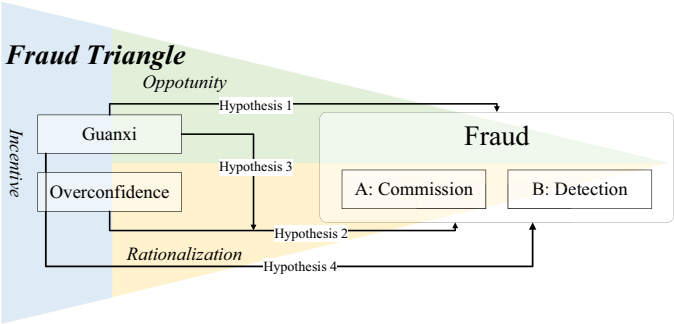 Fraud Triangle
Oppotunity
Hypothesis 1
Guanxi
Fraud
Incentive
Hypothesis 3
Overconfidence
A: Commission
B: Detection
Hypothesis 2
Rationalization
Hypothesis 4